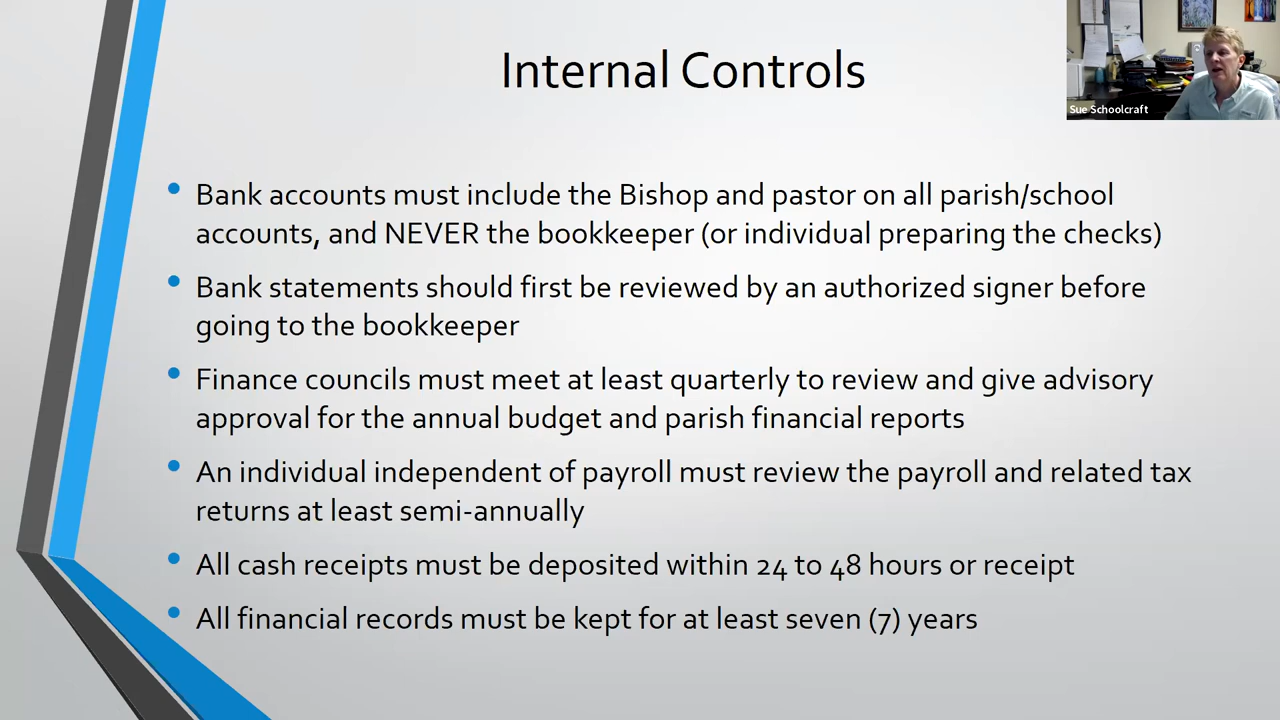 Internal Controls
Sue Schoolcraft
Bank accounts must include the Bishop and pastor on all parish/school
accounts, and NEVER the bookkeeper (or individual preparing the checks)
Bank statements should first be reviewed by an authorized signer before
going to the bookkeeper
Finance councils must meet at least quarterly to review and give advisory
approval for the annual budget and parish financial reports
An individual independent of payroll must review the payroll and related tax
returns at least semi-annually
All cash receipts must be deposited within 24 to 48 hours or receipt
All financial records must be kept for at least seven (7) years